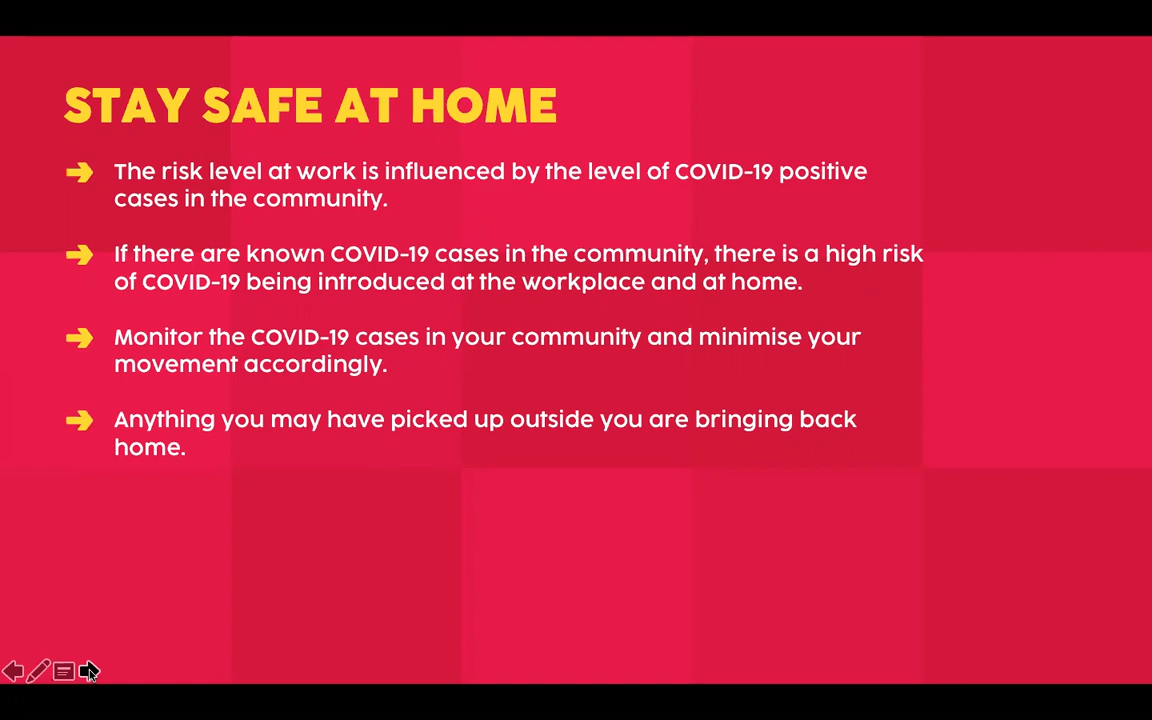 STAY SAFE AT HOME
The risk level at work is influenced by the level of COVID-19 positive
cases in the community.
If there are known COVID-19 cases in the community, there is a high risk
of COVID-19 being introduced at the workplace and at home.
Monitor the COVID-19 cases in your community and minimise your
movement accordingly.
Anything you may have picked up outside you are bringing back
home.